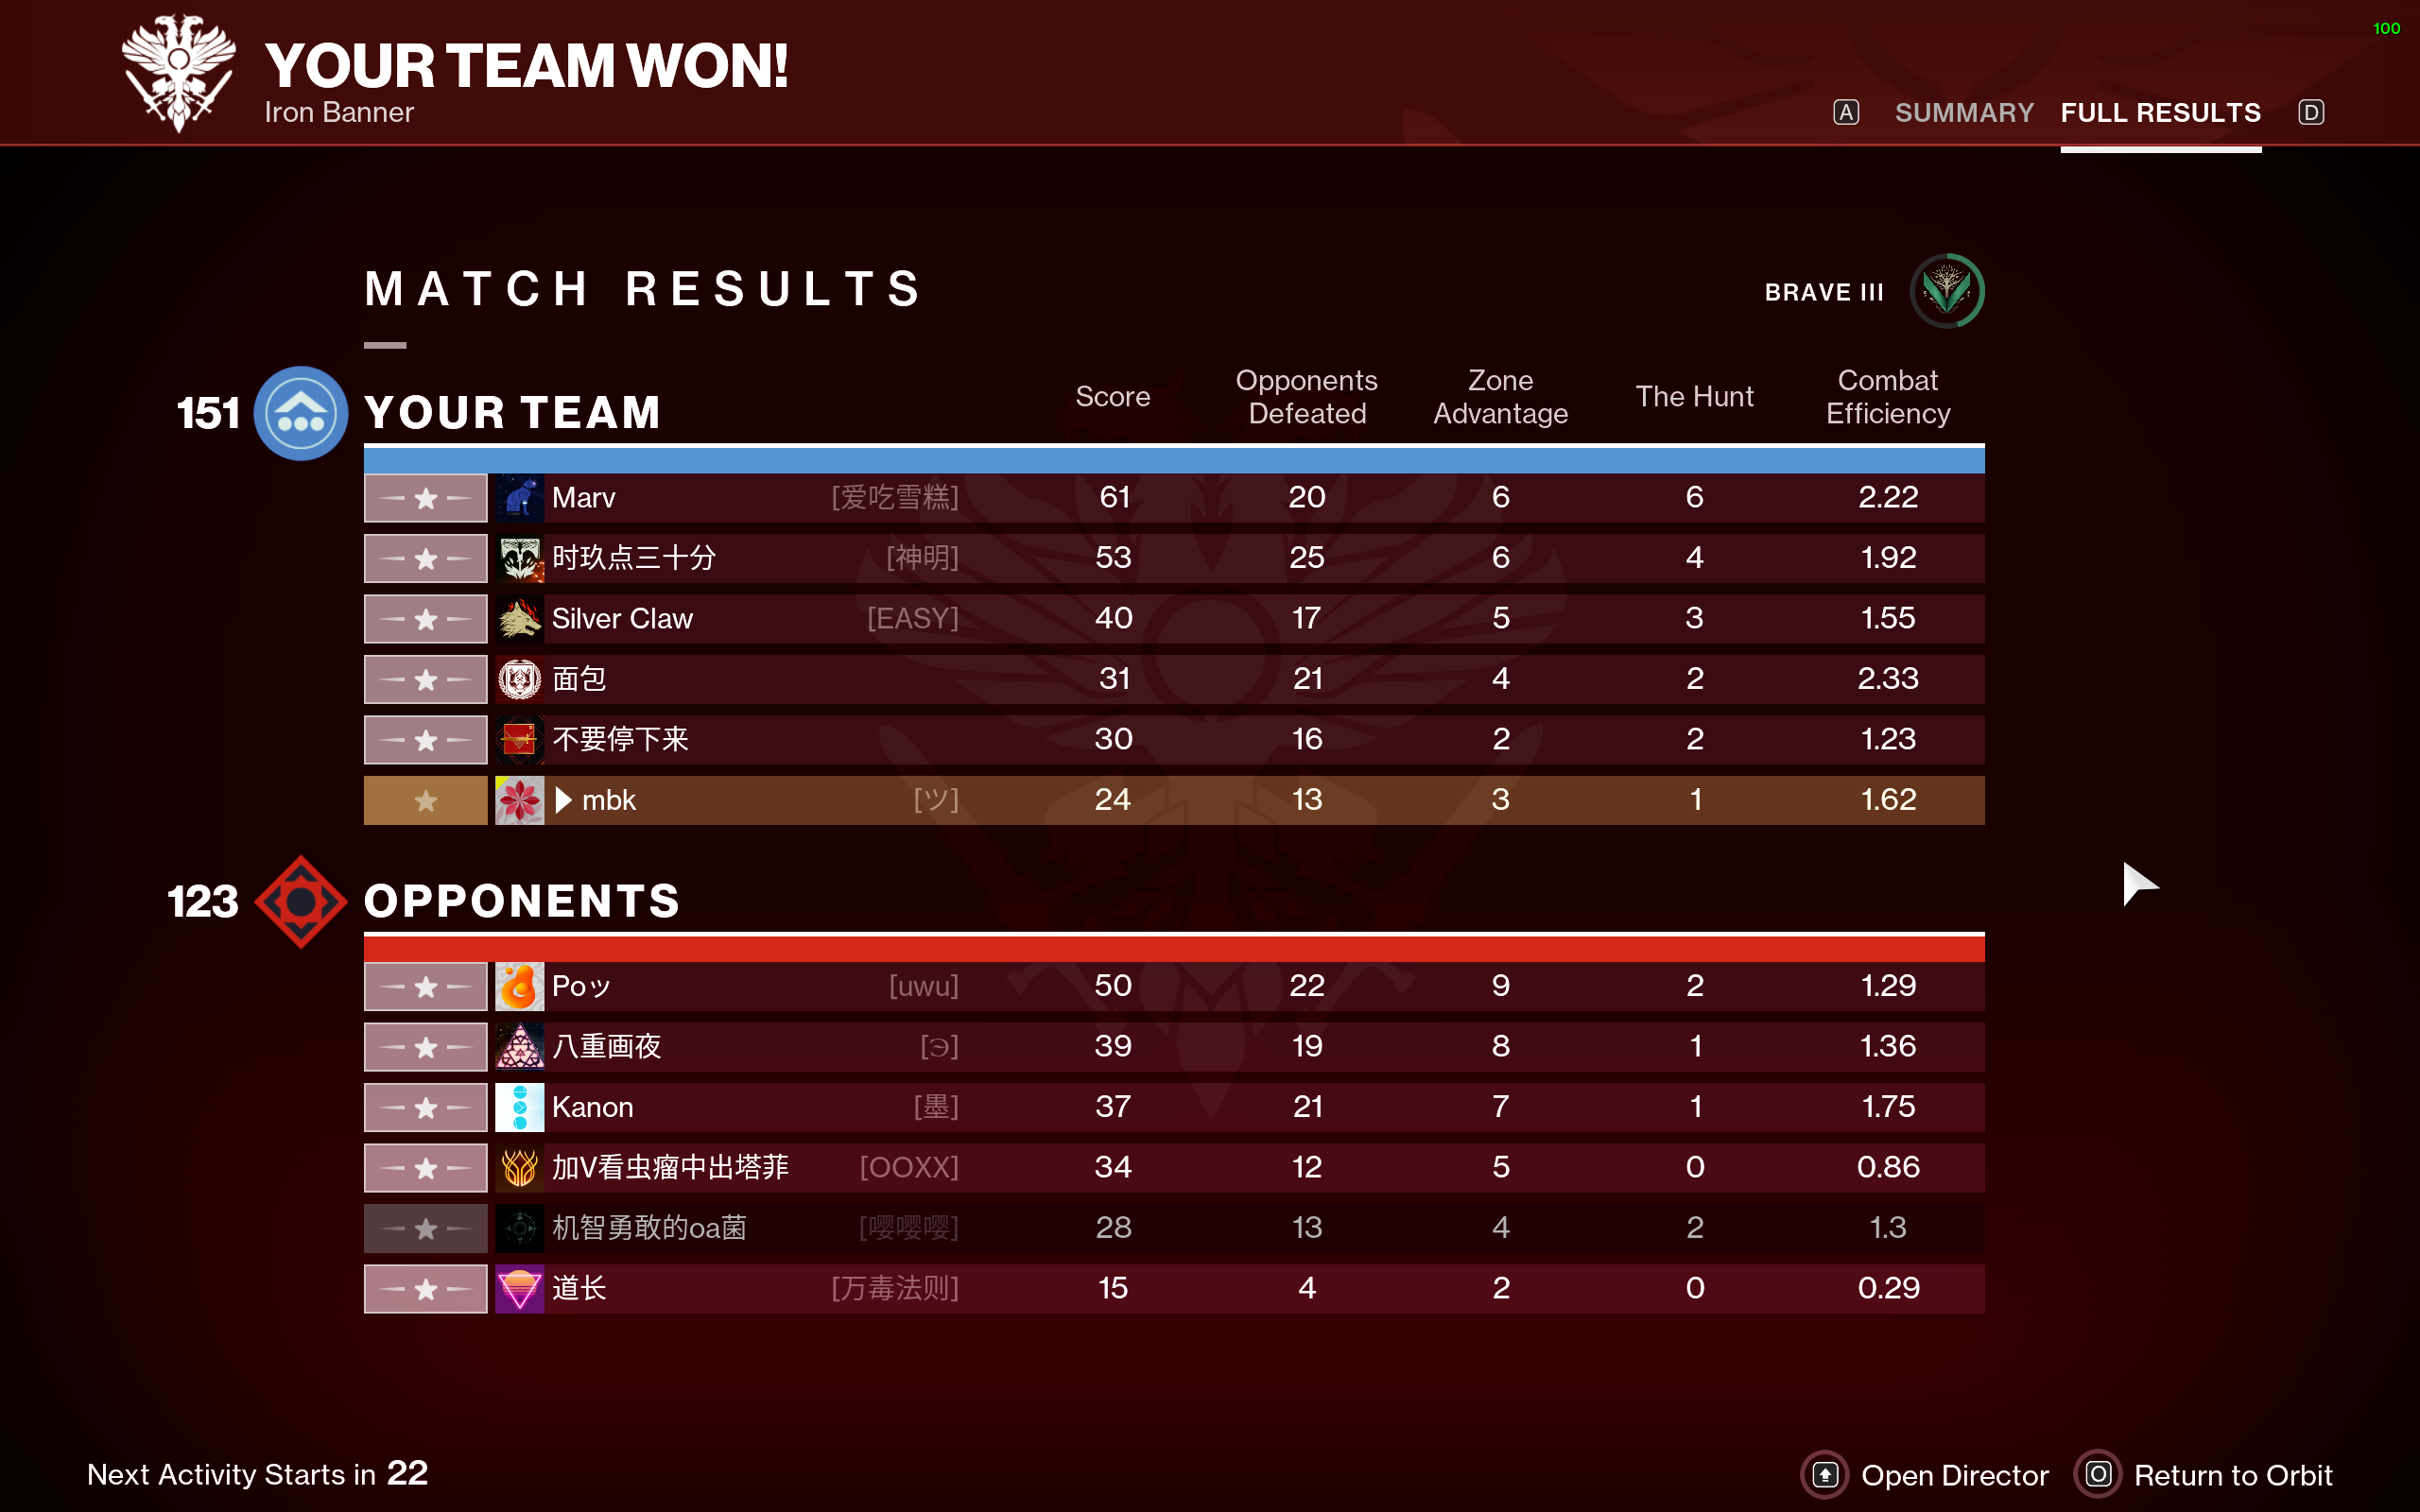 100
YOUR TEAM WON!
Iron Banner
A SUMMARY FULL RESULTS D
MATCH RESULTS
BRAVE III
151 YOUR TEAM Score Opponents Defeated Zone Advantage The Hunt Combat Efficiency
Marv [爱吃雪糕] 61 20 6 6 2.22
时玖点三十分 [神明] 53 25 6 4 1.92
Silver Claw [EASY] 40 17 5 3 1.55
面包 31 21 4 2 2.33
不要停下来 30 16 2 2 1.23
mbk [ツ] 24 13 3 1 1.62
123 OPPONENTS
Poッ [uwu] 50 22 9 2 1.29
八重画夜 39 19 8 1 1.36
Kanon [墨] 37 21 7 1 1.75
加V看虫瘤中出塔菲 [OOXX] 34 12 5 0 0.86
机智勇敢的oa菌 [嘤嘤嘤] 28 13 4 2 1.3
道长 [万毒法则] 15 4 2 0 0.29
Next Activity Starts in 22
Open Director O Return to Orbit